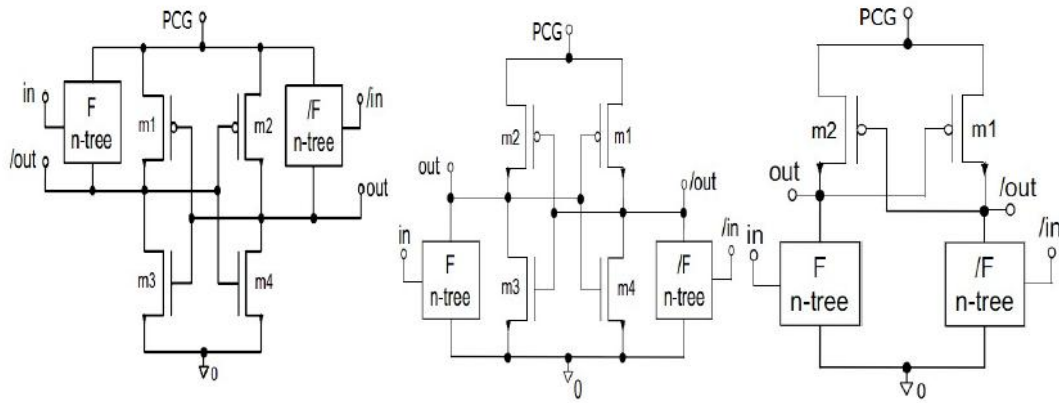 PCG
in
F
n-tree
m1
m2
/F
n-tree
/in
/out
out
m3
m4
0
PCG
m2
m1
out
/out
in
F
n-tree
m3
m4
/F
n-tree
/in
0
PCG
m2
m1
out
/out
in
F
n-tree
/F
n-tree
/in
0